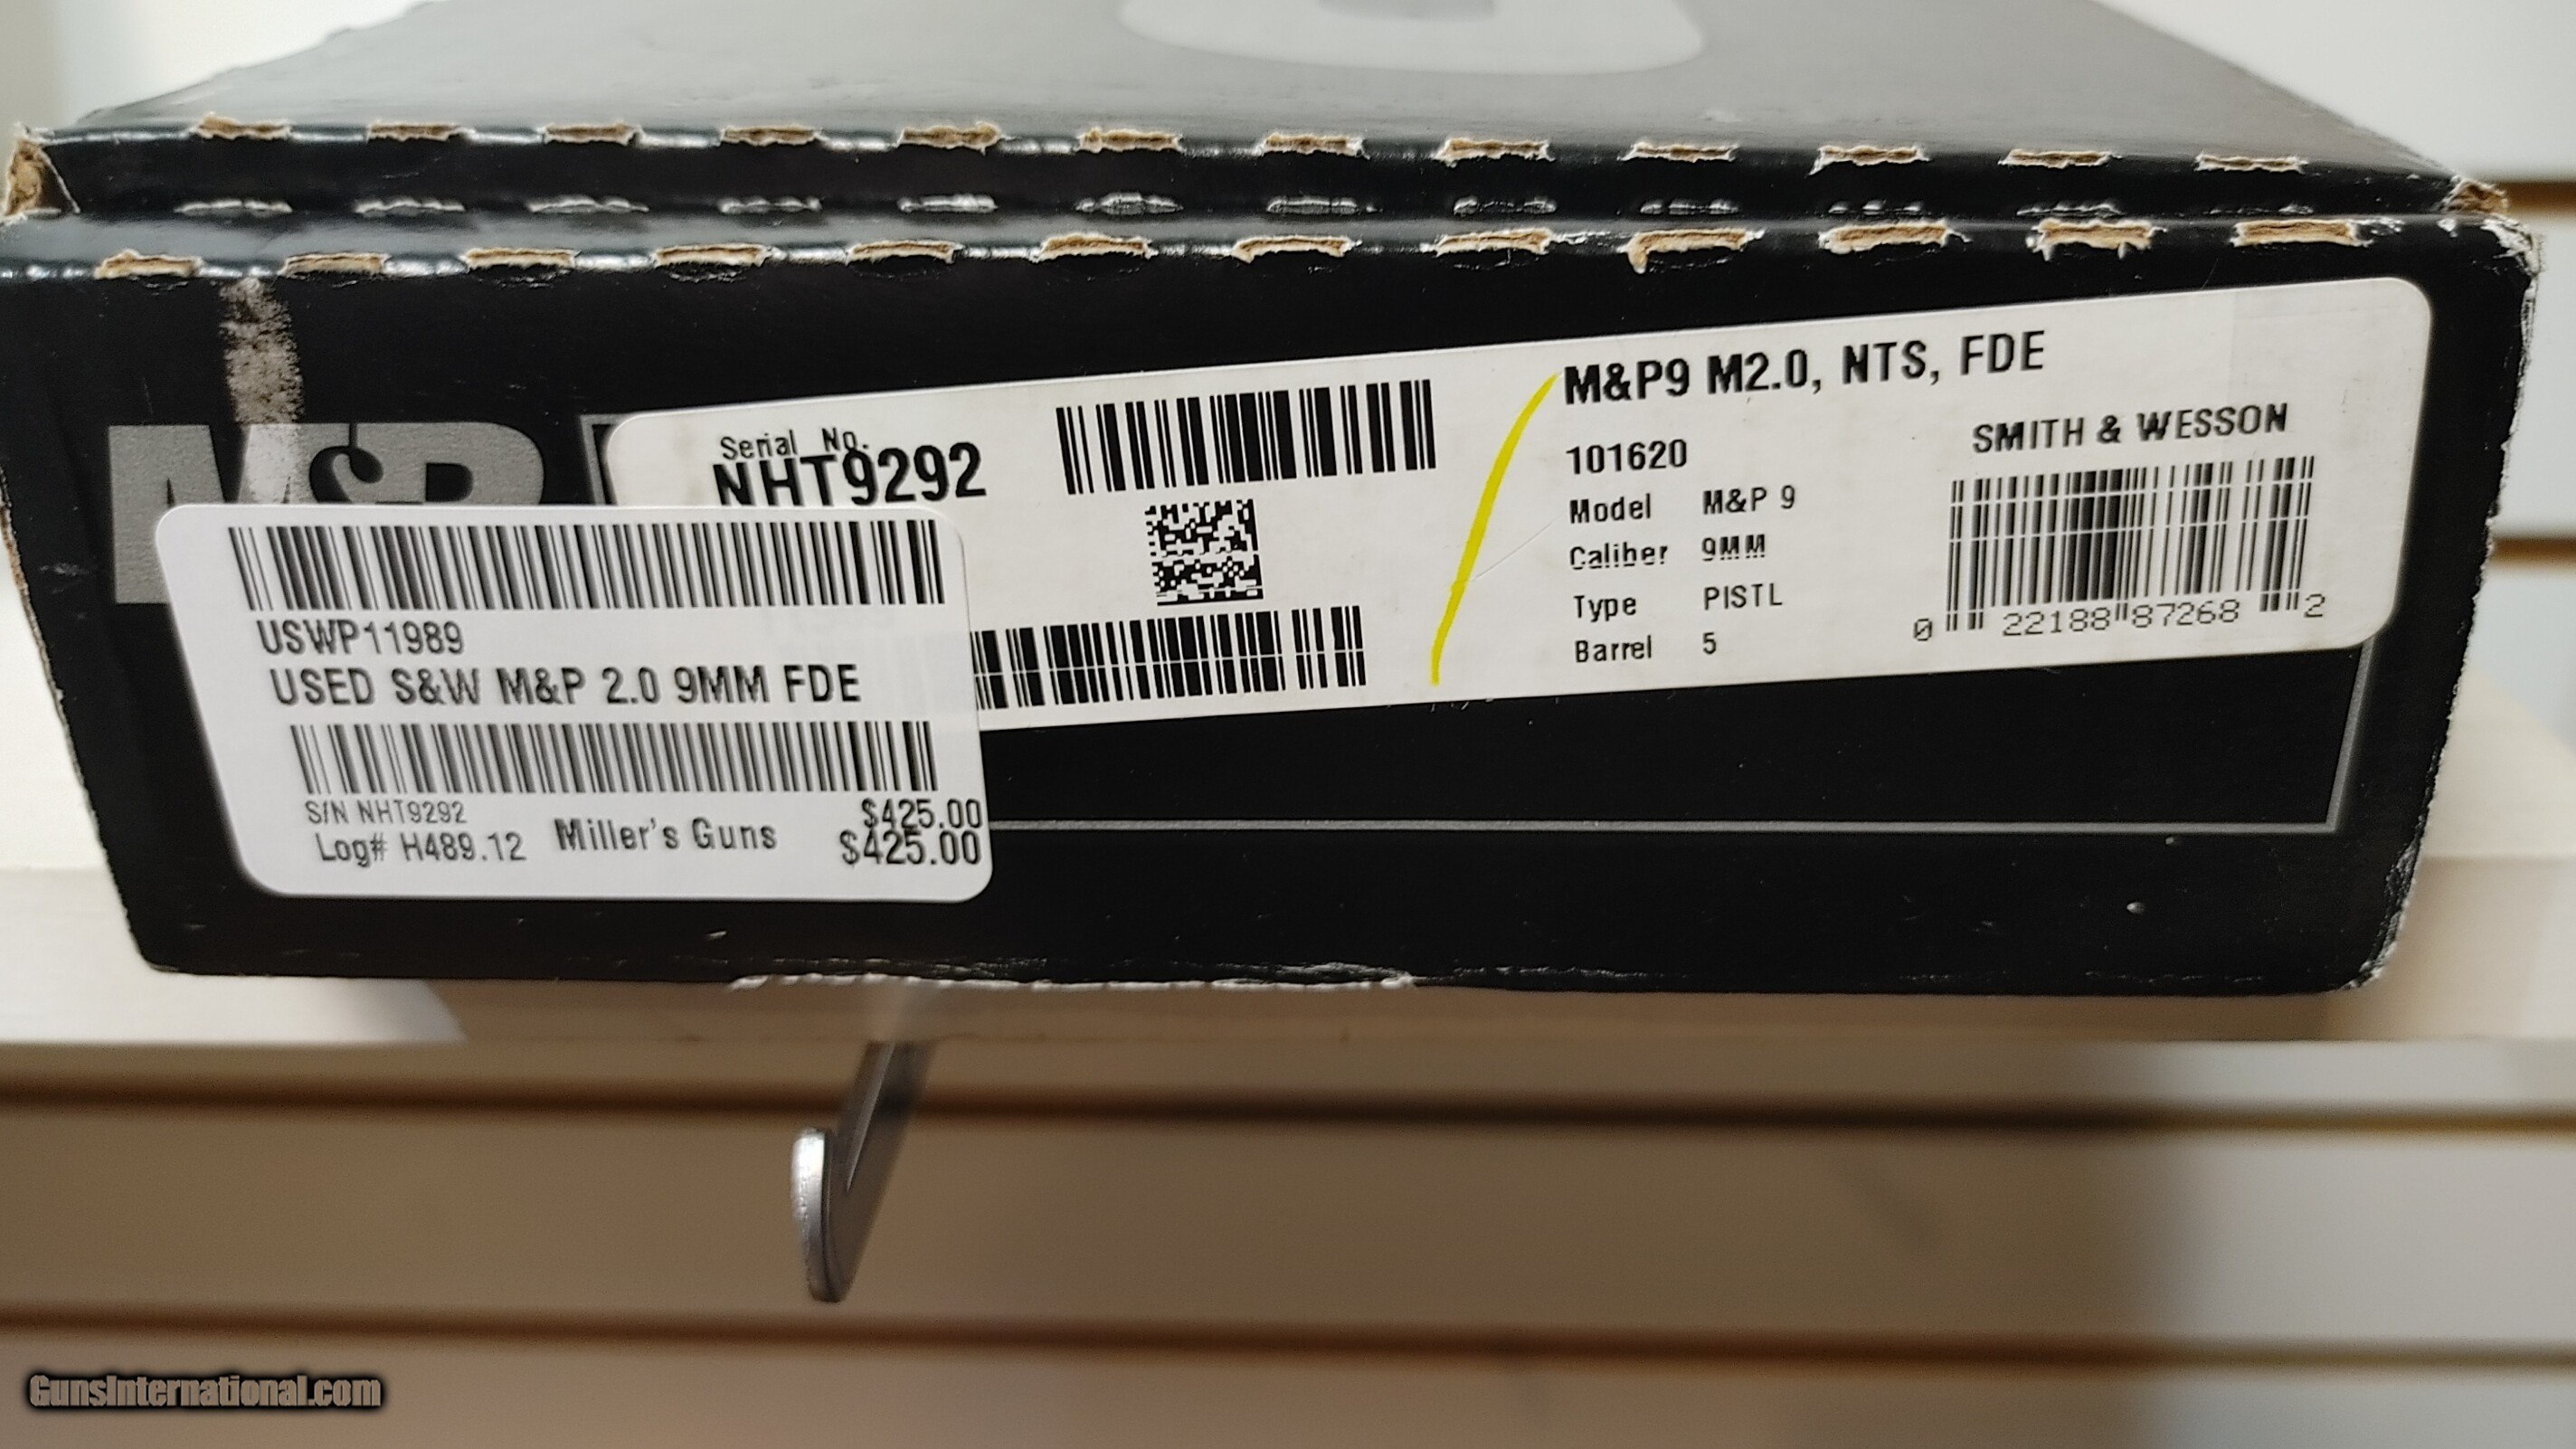 M&P
Serial No.
NHT9292
M&P9 M2.0, NTS, FDE
101620
Model M&P 9
Caliber 9MM
Type PISTL
Barrel 5
SMITH & WESSON
0 22188 87268 2
USWP11989
USED S&W M&P 2.0 9MM FDE
S/N NHT9292
$425.00
Log# H489.12 Miller's Guns $425.00
GunsInternational.com